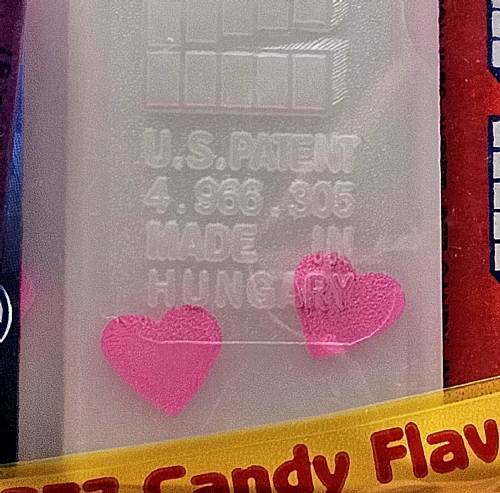 U.S.PATENT
4.966.305
MADE IN
HUNGARY
Candy Flav